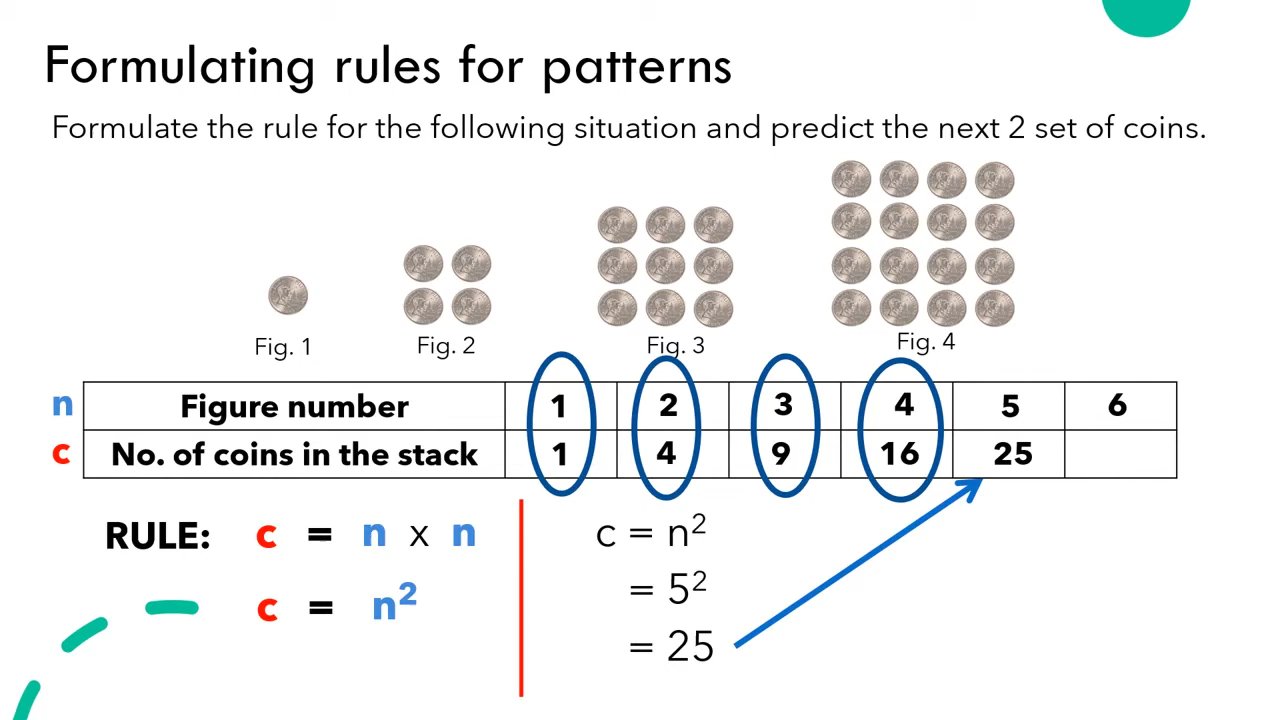 Formulating rules for patterns
Formulate the rule for the following situation and predict the next 2 set of coins.
Fig. 1 Fig. 2 Fig. 3 Fig. 4
n Figure number 1 2 3 4 5 6
c No. of coins in the stack 1 4 9 16 25
RULE: c = n x n
c = n²
c = n²
= 5²
= 25